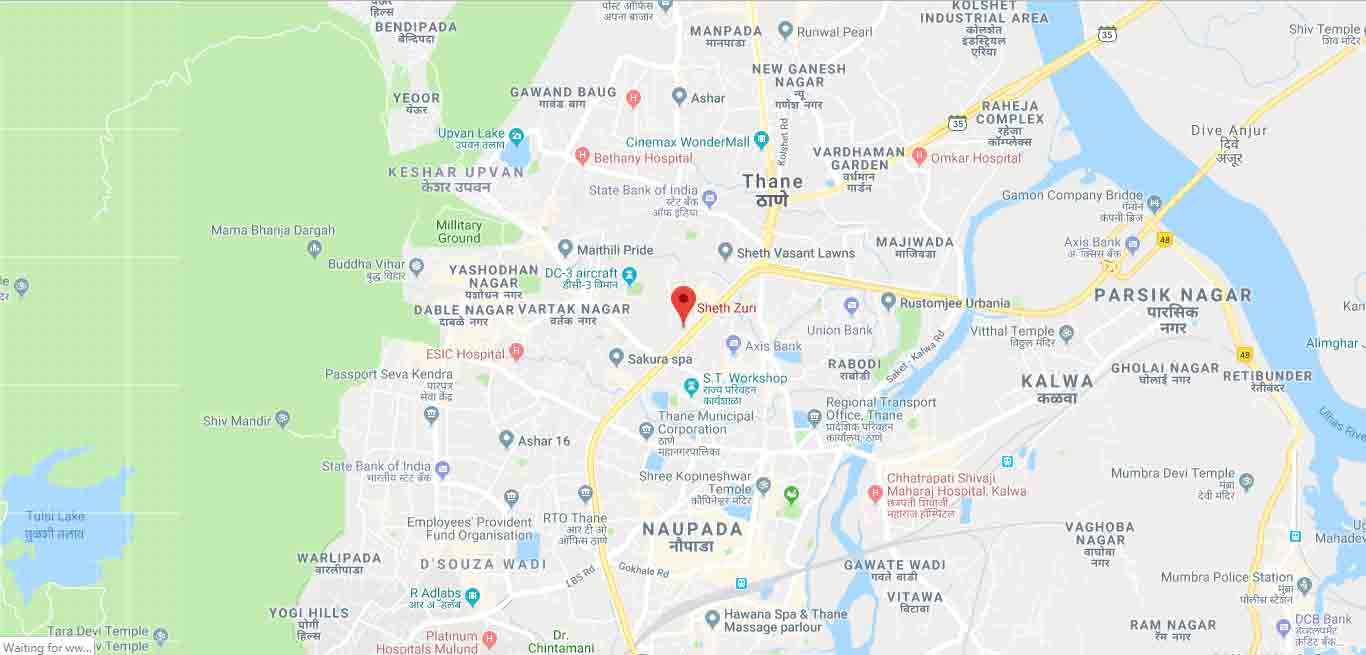 येऊर
हिल्स
BENDIPADA
बेन्दिपदा
पोस्ट ऑफिस
अपना बाजार
MANPADA
मानपाडा
Runwal Pearl
KOLSHET
INDUSTRIAL AREA
कोलशेत
इंडस्ट्रियल
एरिया
35
Shiv Temple
शिव मंदिर
NEW GANESH
NAGAR
न्यू
गणेश नगर
YEOOR
येऊर
GAWAND BAUG
गावंड बाग
H
Ashar
Kolshet Rd
RAHEJA
COMPLEX
रहेजा
कॉम्प्लेक्स
35
Upvan Lake
उपवन तलाव
Cinemax WonderMall
Dive Anjur
दिवे
अंजूर
H
Bethany Hospital
VARDHAMAN
GARDEN
वर्धमान
गार्डन
H
Omkar Hospital
KESHAR UPVAN
केशर उपवन
Thane
ठाणे
State Bank of India
स्टेट बँक
ऑफ इंडिया
Gamon Company Bridge
गॅमोन
कंपनी ब्रिज
Mama Bhanja Dargah
Millitary
Ground
Maithili Pride
Sheth Vasant Lawns
MAJIWADA
माजिवडा
Axis Bank
अॅक्सिस बँक
48
Buddha Vihar
बुद्ध विहार
YASHODHAN
NAGAR
यशोधन नगर
DC-3 aircraft
डीसी-3 विमान
PARSIK NAGAR
पारसिक
नगर
DABLE NAGAR
दाबळे नगर
VARTAK NAGAR
वर्तक नगर
Sheth Zuri
Union Bank
Rustomjee Urbania
Kan
Vitthal Temple
विठ्ठल मंदिर
Alimghar
ESIC Hospital
H
Sakura spa
Axis Bank
RABODI
राबोडी
Saket - Kalwa Rd
48
GHOLAI NAGAR
घोलाई नगर
RETIBUNDER
रेतीबंदर
Passport Seva Kendra
पारपत्र
सेवा केंद्र
S.T. Workshop
राज्य परिवहन
कार्यशाळा
KALWA
कळवा
Shiv Mandir
Ashar 16
Thane Municipal
Corporation
ठाणे
महानगरपालिका
Regional Transport
Office, Thane
प्रादेशिक परिवहन
कार्यालय, ठाणे
Ulhas Rive
State Bank of India
भारतीय स्टेट बँक
Shree Kopineshwar
Temple
कोपिनेश्वर मंदिर
H
Chhatrapati Shivaji
Maharaj Hospital, Kalwa
छत्रपती शिवाजी
महाराज हॉस्पिटल
Mumbra Devi Temple
मुंब्रा
देवी मंदिर
Tulsi Lake
तुळशी तलाव
Employees' Provident
Fund Organisation
RTO Thane
आर टी ओ
ऑफिस ठाणे
NAUPADA
नौपाडा
VAGHOBA
NAGAR
वाघोबा
नगर
Ulhas
Mahadev
WARLIPADA
वारलीपाडा
D'SOUZA WADI
LBS Rd
Gokhale Rd
GAWATE WADI
गवते बाडी
Mumbra Police Station
मुंब्रा
पोलीस स्टेशन
R Adlabs
आर अॅडलॅब
VITAWA
विटावा
YOGI HILLS
योगी
हिल्स
Hawana Spa & Thane
Massage parlour
RAM NAGAR
रॅम नगर
DCB Bank
डेव्हलपमेंट
क्रेडिट बँक...
Tara Devi Temple
Waiting for ww...
Platinum
Hospitals Mulund
H
Dr.
Chintamani